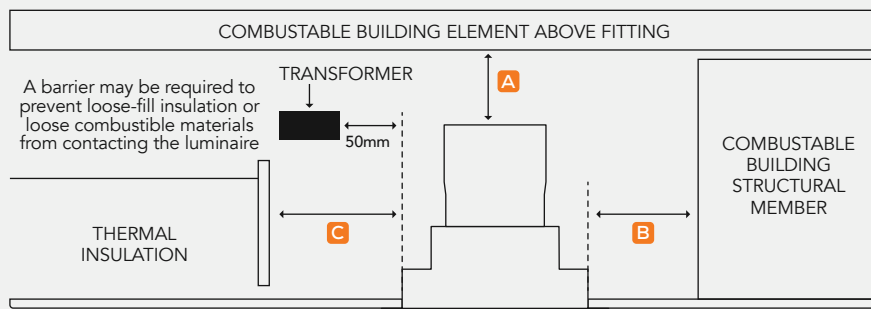 COMBUSTABLE BUILDING ELEMENT ABOVE FITTING
A barrier may be required to
prevent loose-fill insulation or
loose combustible materials
from contacting the luminaire
TRANSFORMER
50mm
A
COMBUSTABLE
BUILDING
STRUCTURAL
MEMBER
THERMAL
INSULATION
C
B